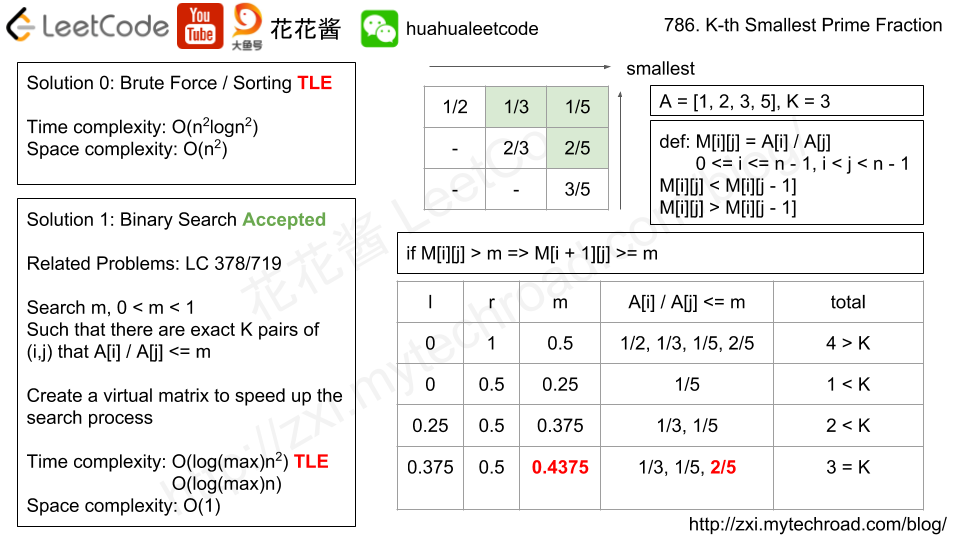 LeetCode You Tube 大鱼号 花花酱 huahualeetcode 786. K-th Smallest Prime Fraction
Solution 0: Brute Force / Sorting TLE
Time complexity: O(n²logn²)
Space complexity: O(n²)
Solution 1: Binary Search Accepted
Related Problems: LC 378/719
Search m, 0 < m < 1
Such that there are exact K pairs of
(i,j) that A[i] / A[j] <= m
Create a virtual matrix to speed up the
search process
Time complexity: O(log(max)n²) TLE
O(log(max)n)
Space complexity: O(1)
smallest
1/2 1/3 1/5
- 2/3 2/5
- - 3/5
A = [1, 2, 3, 5], K = 3
def: M[i][j] = A[i] / A[j]
0 <= i <= n - 1, i < j < n - 1
M[i][j] < M[i][j - 1]
M[i][j] > M[i][j - 1]
if M[i][j] > m => M[i + 1][j] >= m
l r m A[i] / A[j] <= m total
0 1 0.5 1/2, 1/3, 1/5, 2/5 4 > K
0 0.5 0.25 1/5 1 < K
0.25 0.5 0.375 1/3, 1/5 2 < K
0.375 0.5 0.4375 1/3, 1/5, 2/5 3 = K
http://zxi.mytechroad.com/blog/
花花酱 LeetCode
http://zxi.mytechroad.com/blog/